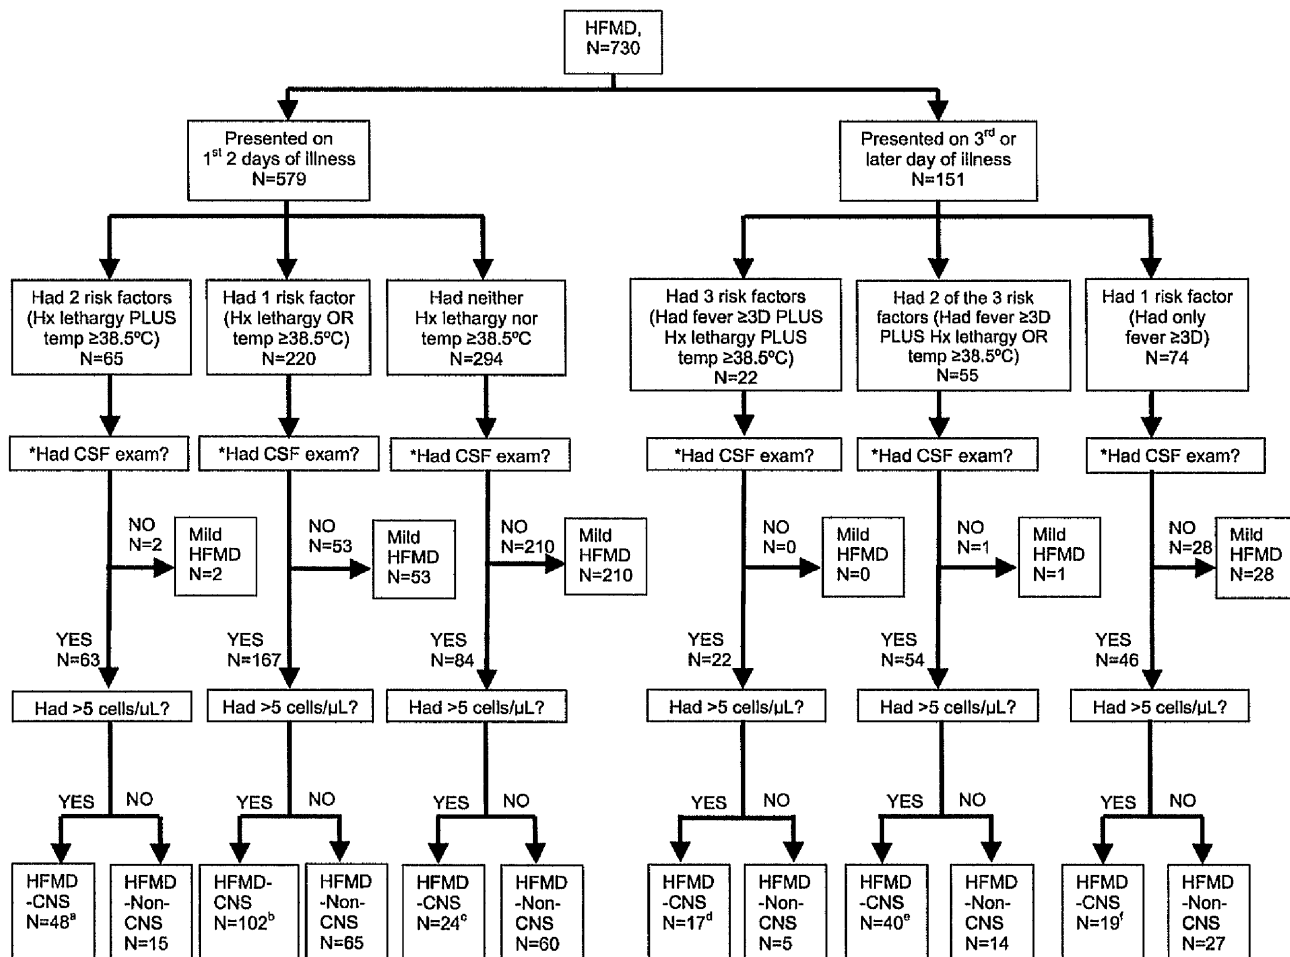 HFMD,
N=730
Presented on
1st 2 days of illness
N=579
Presented on 3rd or
later day of illness
N=151
Had 2 risk factors
(Hx lethargy PLUS
temp ≥38.5ºC)
N=65
Had 1 risk factor
(Hx lethargy OR
temp ≥38.5ºC)
N=220
Had neither
Hx lethargy nor
temp ≥38.5ºC
N=294
Had 3 risk factors
(Had fever ≥3D PLUS
Hx lethargy PLUS
temp ≥38.5ºC)
N=22
Had 2 of the 3 risk
factors (Had fever ≥3D
PLUS Hx lethargy OR
temp ≥38.5ºC)
N=55
Had 1 risk factor
(Had only
fever ≥3D)
N=74
*Had CSF exam?
*Had CSF exam?
*Had CSF exam?
*Had CSF exam?
*Had CSF exam?
*Had CSF exam?
NO
N=2
Mild
HFMD
N=2
NO
N=53
Mild
HFMD
N=53
NO
N=210
Mild
HFMD
N=210
NO
N=0
Mild
HFMD
N=0
NO
N=1
Mild
HFMD
N=1
NO
N=28
Mild
HFMD
N=28
YES
N=63
YES
N=167
YES
N=84
YES
N=22
YES
N=54
YES
N=46
Had >5 cells/µL?
Had >5 cells/µL?
Had >5 cells/µL?
Had >5 cells/µL?
Had >5 cells/µL?
Had >5 cells/µL?
YES
NO
YES
NO
YES
NO
YES
NO
YES
NO
YES
NO
HFMD
-CNS
N=48a
HFMD
-Non-
CNS
N=15
HFMD-
CNS
N=102b
HFMD
-Non-
CNS
N=65
HFMD
-CNS
N=24c
HFMD
-Non-
CNS
N=60
HFMD
-CNS
N=17d
HFMD
-Non-
CNS
N=5
HFMD
-CNS
N=40e
HFMD
-Non-
CNS
N=14
HFMD
-CNS
N=19f
HFMD
-Non-
CNS
N=27